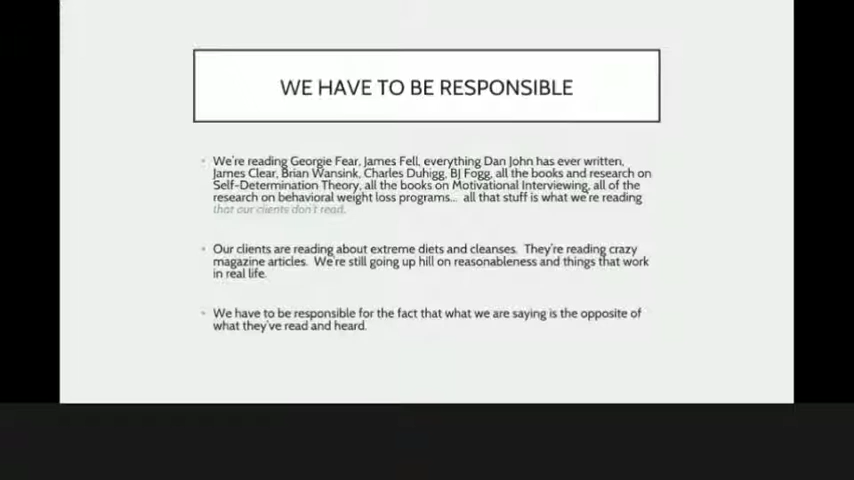 WE HAVE TO BE RESPONSIBLE
We're reading Georgie Fear, James Fell, everything Dan John has ever written,
James Clear, Brian Wansink, Charles Duhigg, BJ Fogg, all the books and research on
Self-Determination Theory, all the books on Motivational Interviewing, all of the
research on behavioral weight loss programs... all that stuff is what we're reading
that our clients don't read.
Our clients are reading about extreme diets and cleanses. They're reading crazy
magazine articles. We're still going up hill on reasonableness and things that work
in real life.
We have to be responsible for the fact that what we are saying is the opposite of
what they've read and heard.